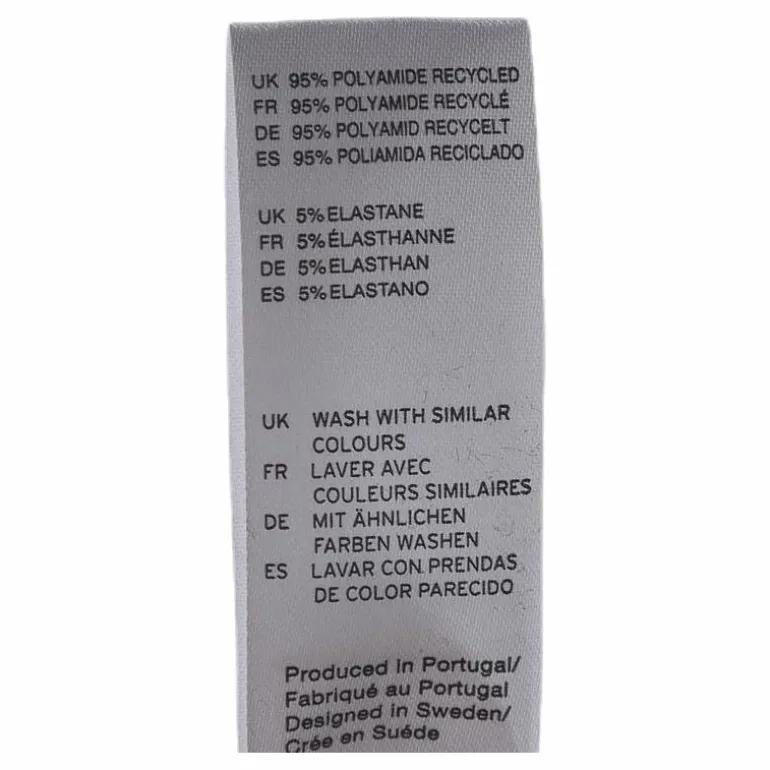 UK 95% POLYAMIDE RECYCLED
FR 95% POLYAMIDE RECYCLÉ
DE 95% POLYAMID RECYCELT
ES 95% POLIAMIDA RECICLADO
UK 5% ELASTANE
FR 5% ÉLASTHANNE
DE 5% ELASTHAN
ES 5% ELASTANO
UK WASH WITH SIMILAR
COLOURS
FR LAVER AVEC
COULEURS SIMILAIRES
DE MIT ÄHNLICHEN
FARBEN WASHEN
ES LAVAR CON PRENDAS
DE COLOR PARECIDO
Produced in Portugal/
Fabriqué au Portugal
Designed in Sweden/
Crée en Suéde